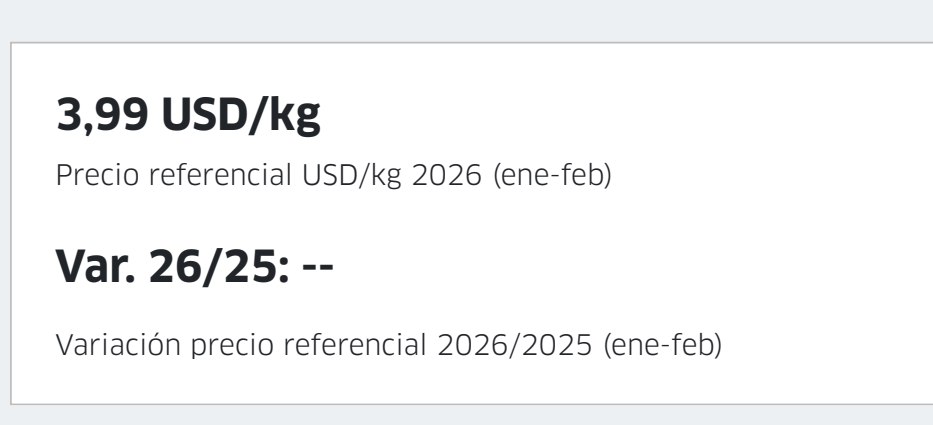 3,99 USD/kg
Precio referencial USD/kg 2026 (ene-feb)
Var. 26/25: --
Variación precio referencial 2026/2025 (ene-feb)